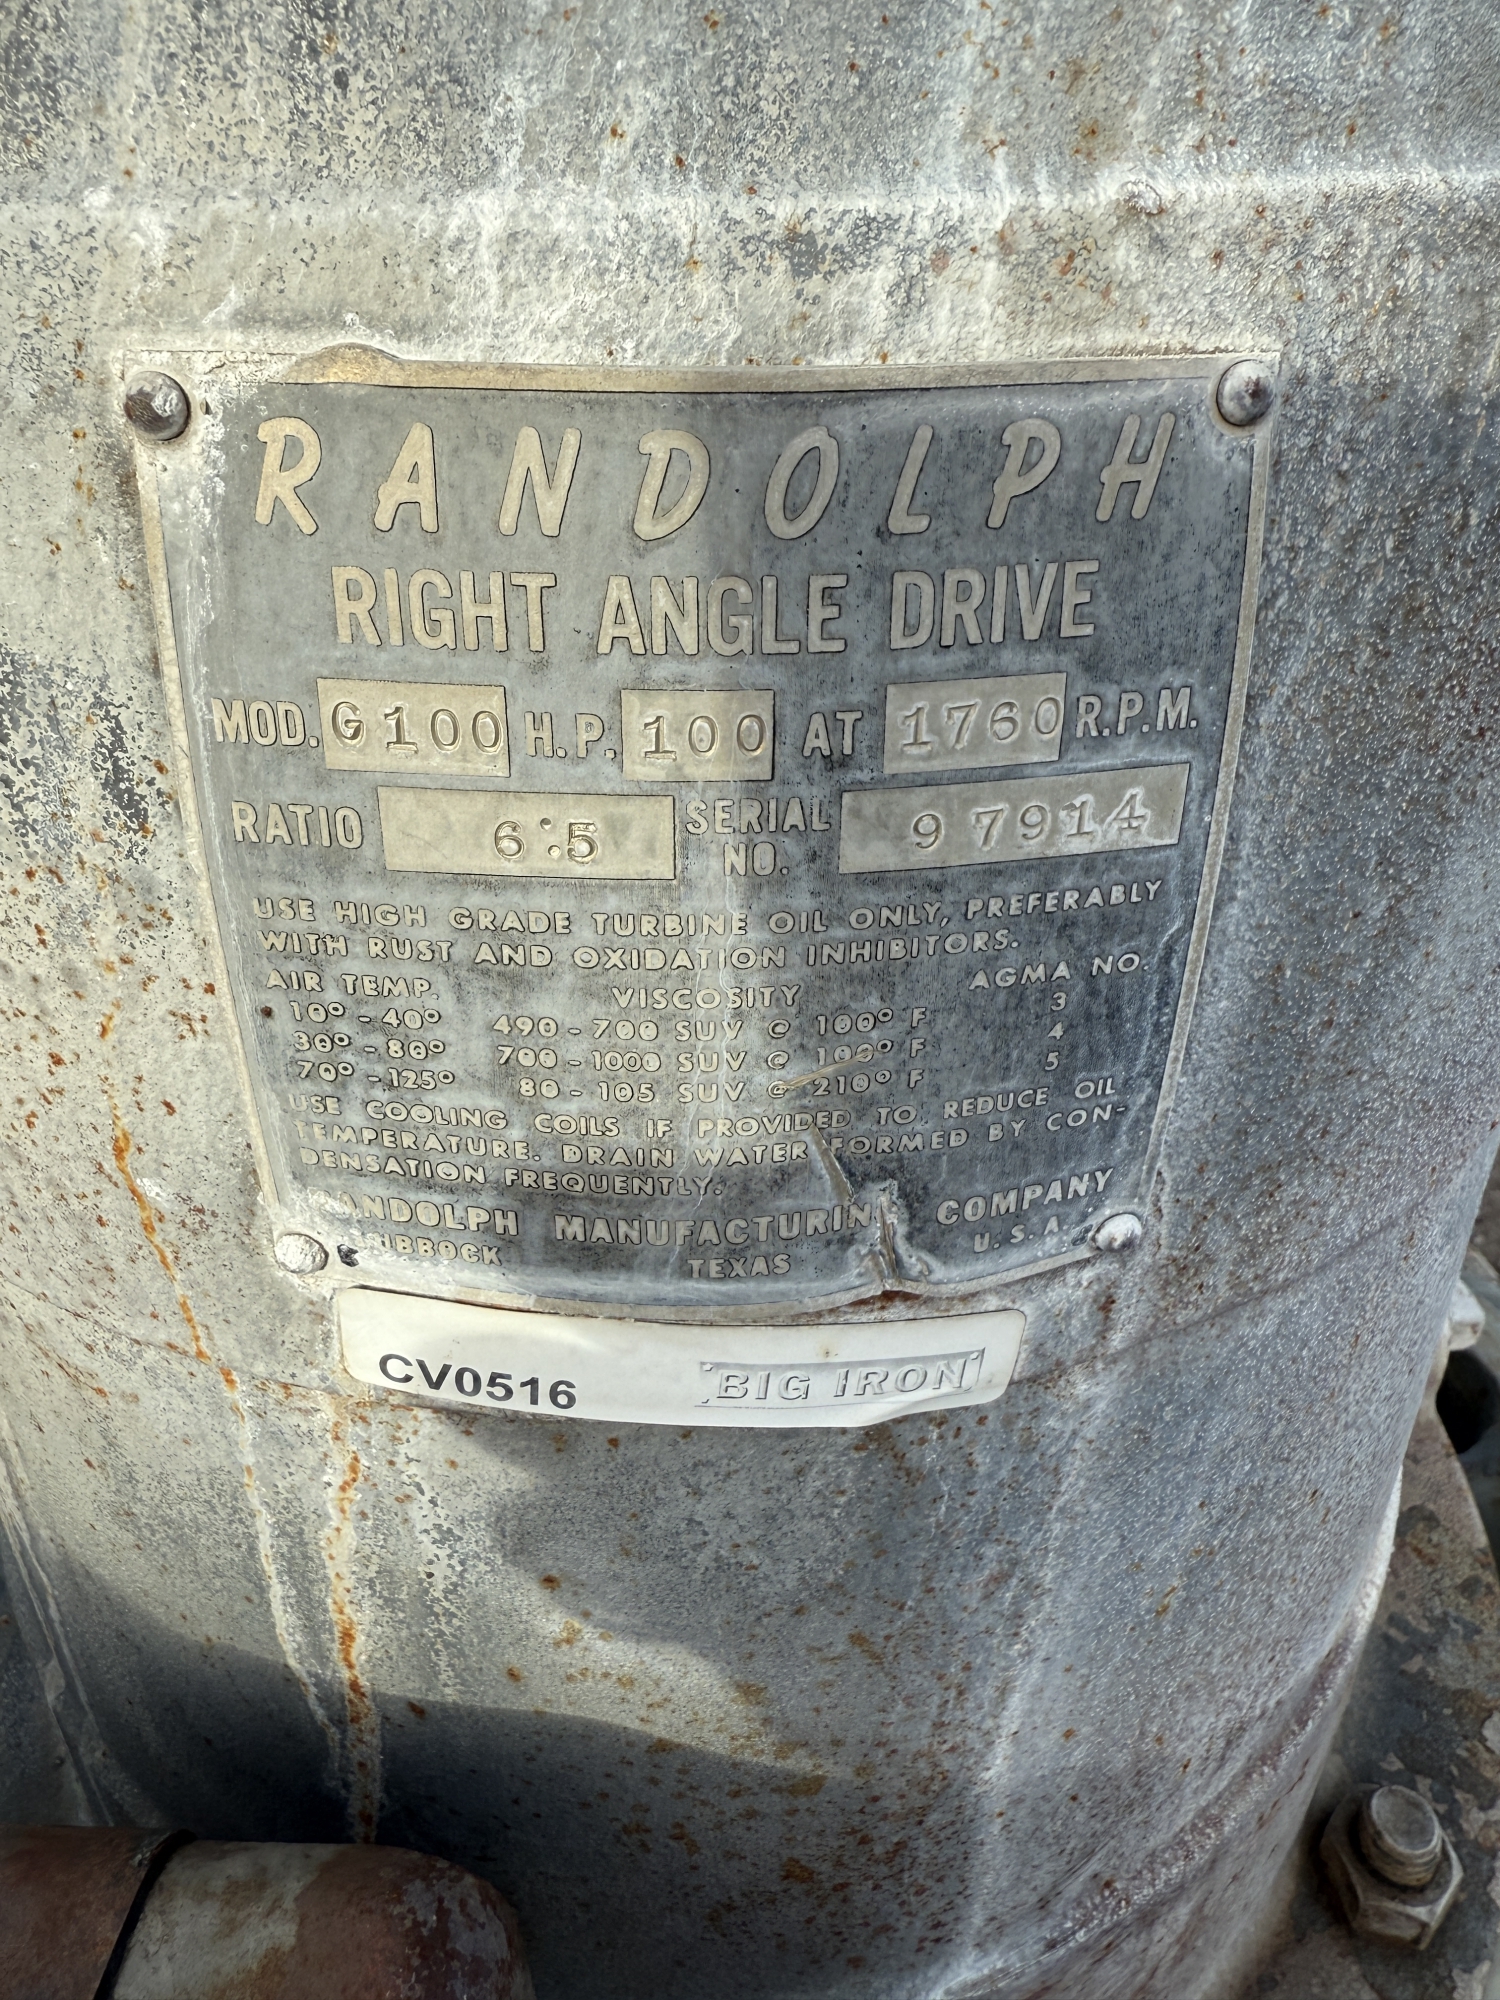 RANDOLPH
RIGHT ANGLE DRIVE
MOD. G100 H.P. 100 AT 1760 R.P.M.
RATIO 6:5 SERIAL NO. 97914
USE HIGH GRADE TURBINE OIL ONLY, PREFERABLY
WITH RUST AND OXIDATION INHIBITORS.
AIR TEMP. VISCOSITY AGMA NO.
10° - 40° 490 - 700 SUV @ 100° F 3
30° - 80° 700 - 1000 SUV @ 100° F 4
70° - 125° 80 - 105 SUV @ 210° F 5
USE COOLING COILS IF PROVIDED TO REDUCE OIL
TEMPERATURE. DRAIN WATER FORMED BY CON-
DENSATION FREQUENTLY.
RANDOLPH MANUFACTURING COMPANY
LUBBOCK TEXAS U.S.A.
CV0516 BIG IRON